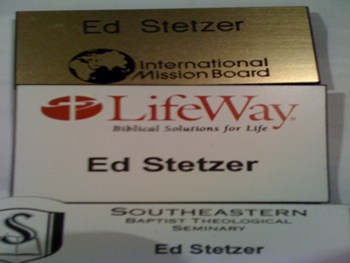 Ed Stetzer
International
Mission Board
LifeWay
Biblical Solutions for Life
Ed Stetzer
S
SOUTHEASTERN
BAPTIST THEOLOGICAL
SEMINARY
Ed Stetzer